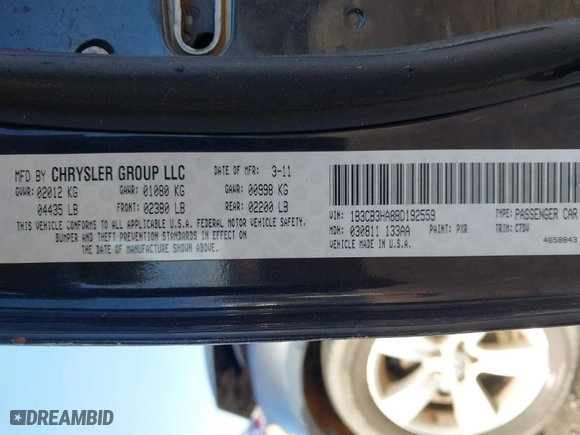 MFD BY CHRYSLER GROUP LLC DATE OF MFR: 3-11
GVWR: 02012 KG GAWR: 01080 KG GAWR: 00998 KG
04435 LB FRONT: 02380 LB REAR: 02200 LB
THIS VEHICLE CONFORMS TO ALL APPLICABLE U.S.A. FEDERAL MOTOR VEHICLE SAFETY,
BUMPER AND THEFT PREVENTION STANDARDS IN EFFECT ON
THE DATE OF MANUFACTURE SHOWN ABOVE.
VIN: 1B3CB3HA8BD192559 TYPE: PASSENGER CAR
MDH: 030811 133AA PAINT: PXR TRIM: C7DV
MADE IN U.S.A. 4658843
DREAMBID